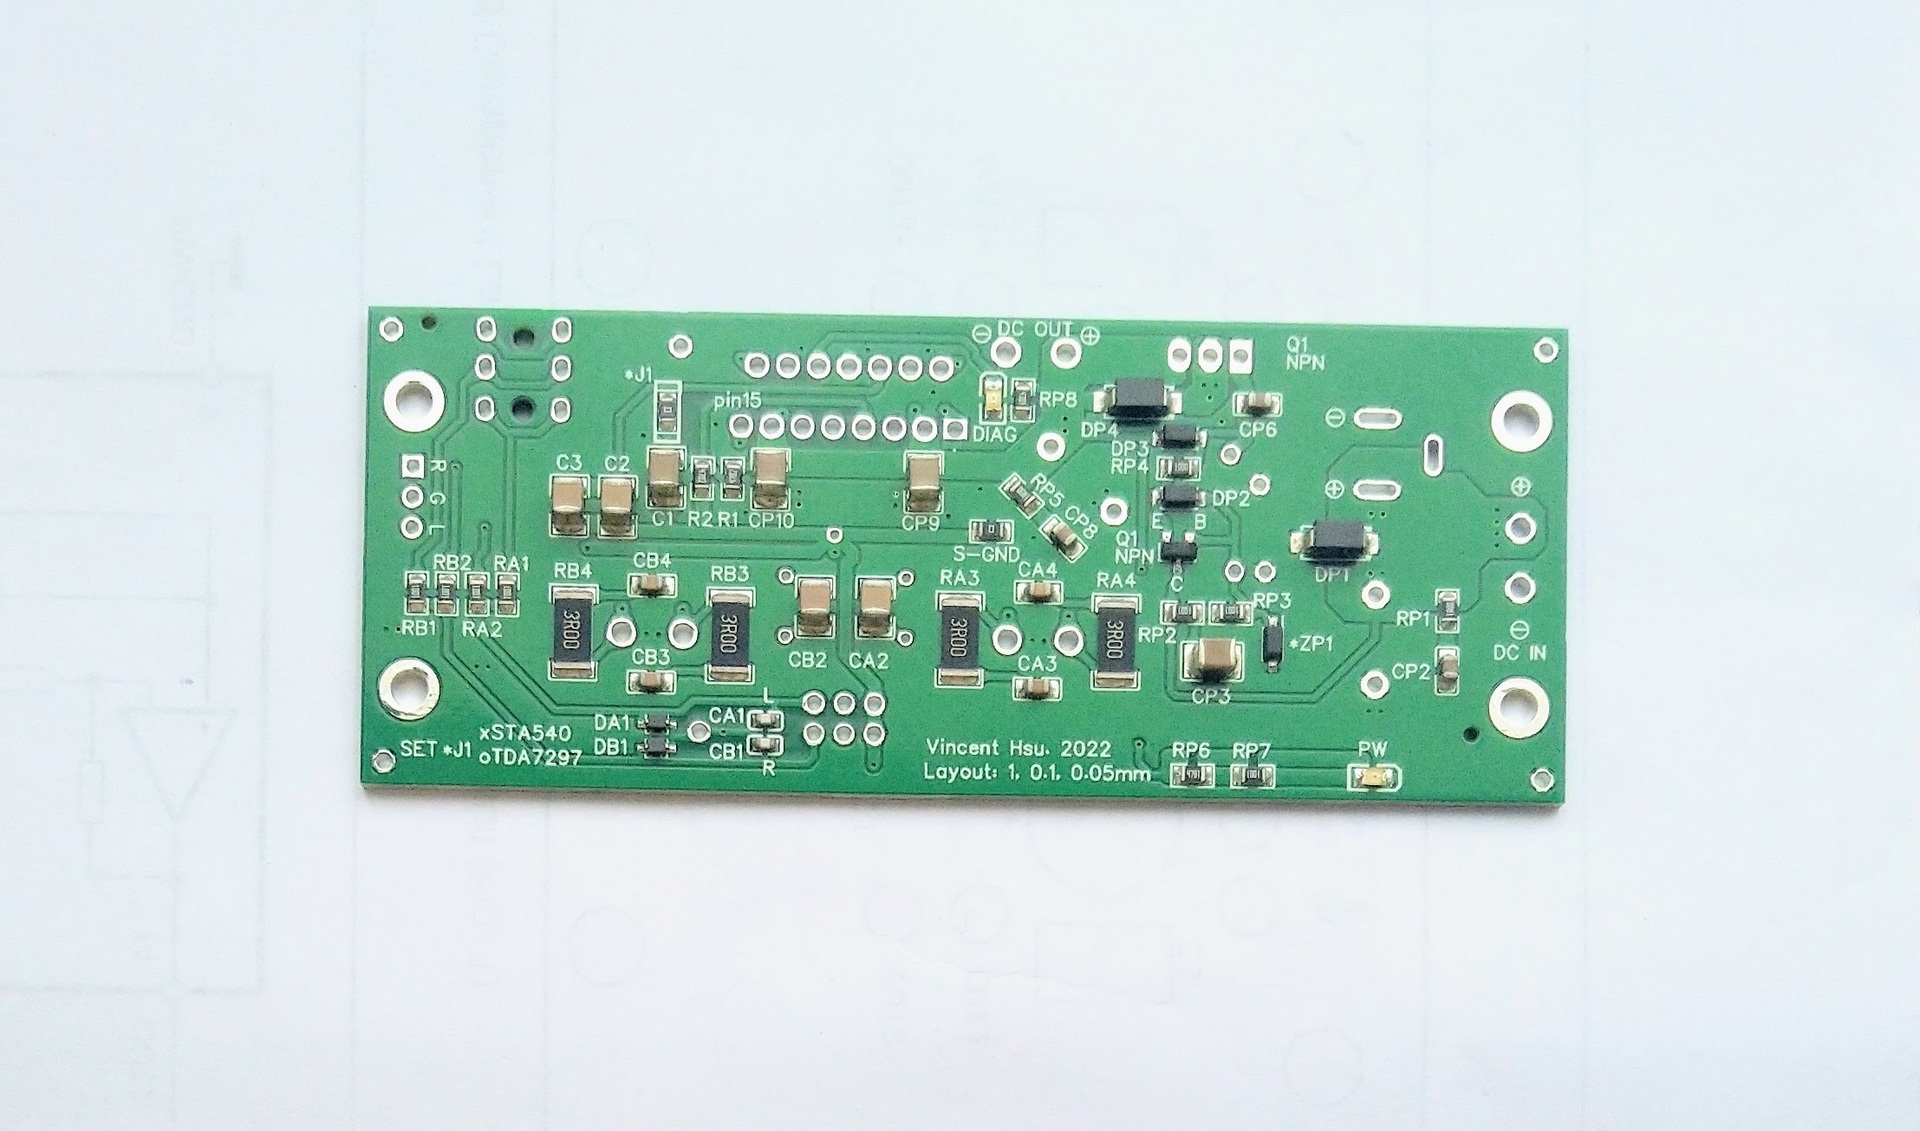 ⊖ DC OUT ⊕
Q1
NPN
*J1
pin15
DIAG
RP8
DP4
CP6
⊖
DP3
RP4
R
G
L
C3
C2
C1
R2
R1
CP10
CP9
RP5
CP8
S-GND
DP2
E
B
Q1
NPN
C
⊕
⊕
DP1
RB2
RA1
RB1
RA2
RB4
3R00
CB4
CB3
RB3
3R00
CB2
CA2
RA3
3R00
CA4
CA3
RA4
3R00
RP2
RP3
*ZP1
CP3
RP1
⊖
DC IN
CP2
SET *J1
xSTA540
oTDA7297
DA1
DB1
CA1
CB1
L
R
Vincent Hsu. 2022
Layout: 1, 0.1, 0.05mm
RP6
RP7
PW